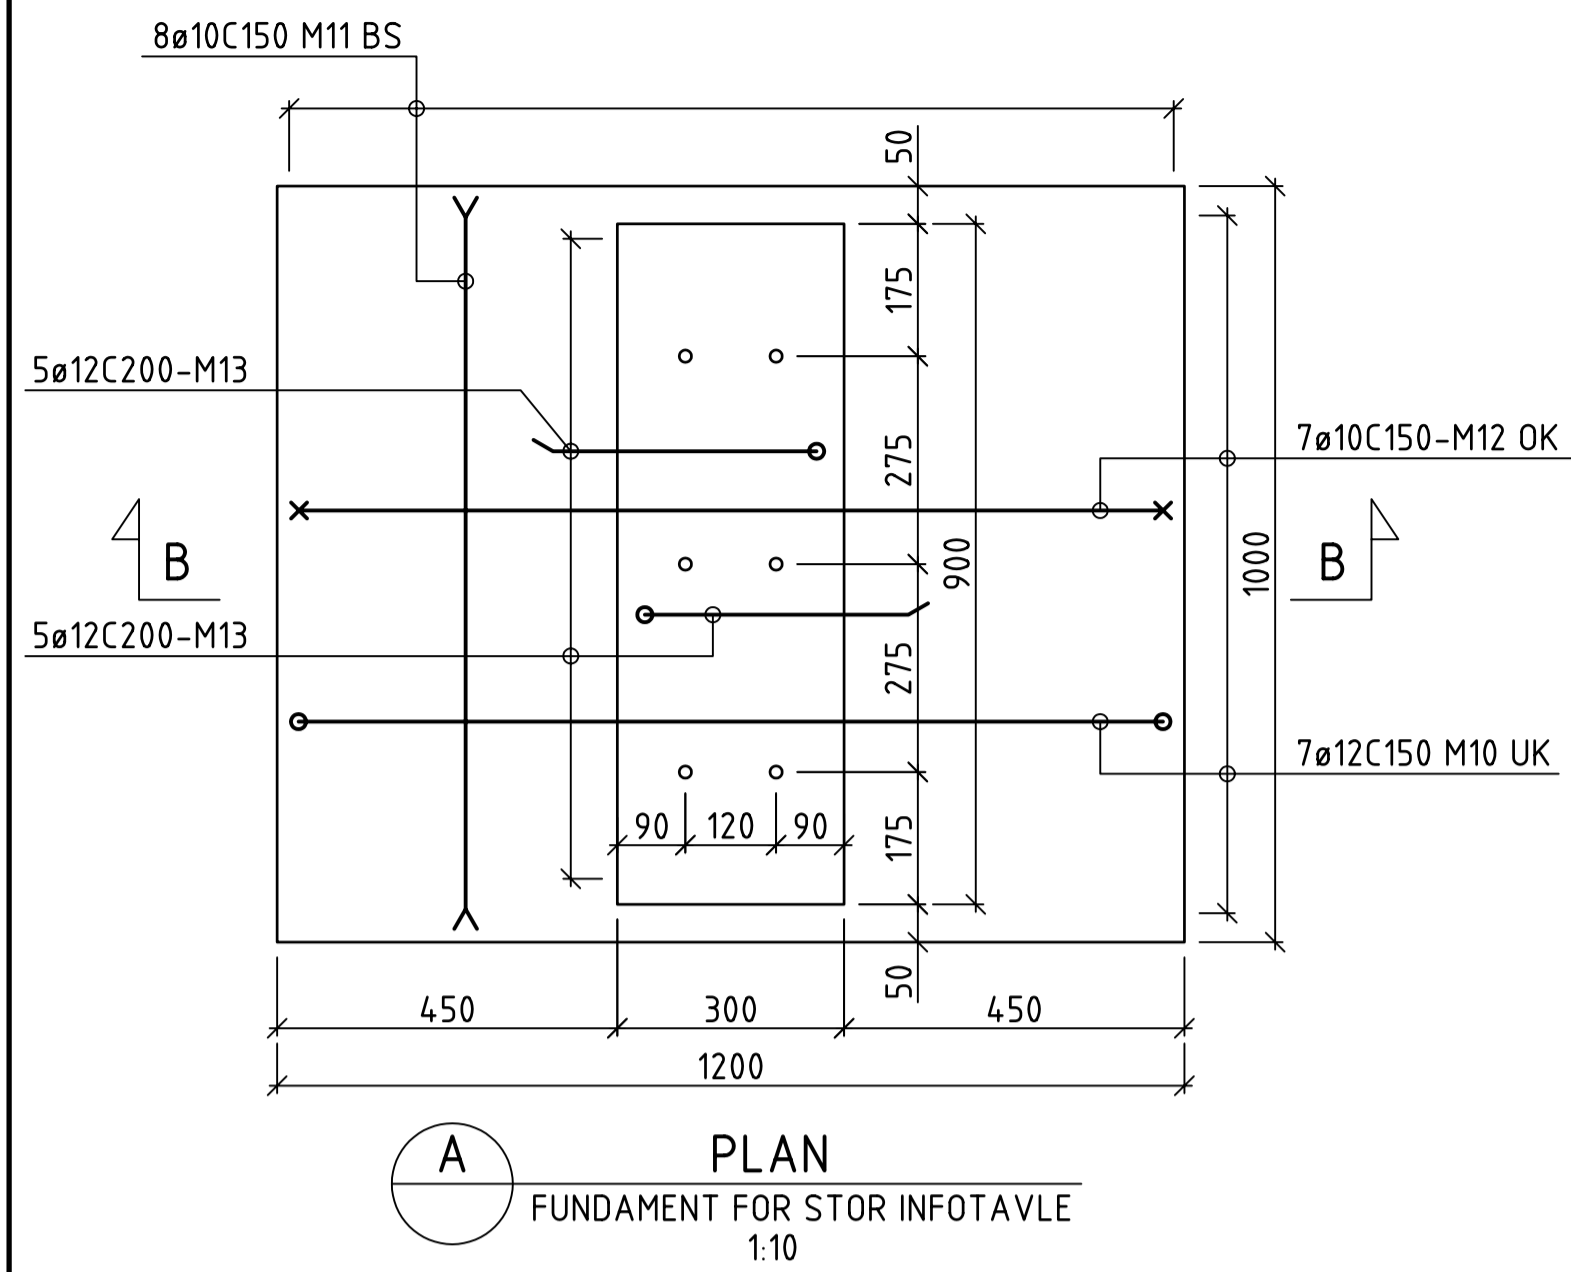 8ø10C150 M11 BS
50
175
5ø12C200-M13
275
7ø10C150-M12 OK
B
900
1000
B
5ø12C200-M13
275
7ø12C150 M10 UK
90 120 90
175
50
450 300 450
1200
A
PLAN
FUNDAMENT FOR STOR INFOTAVLE
1:10